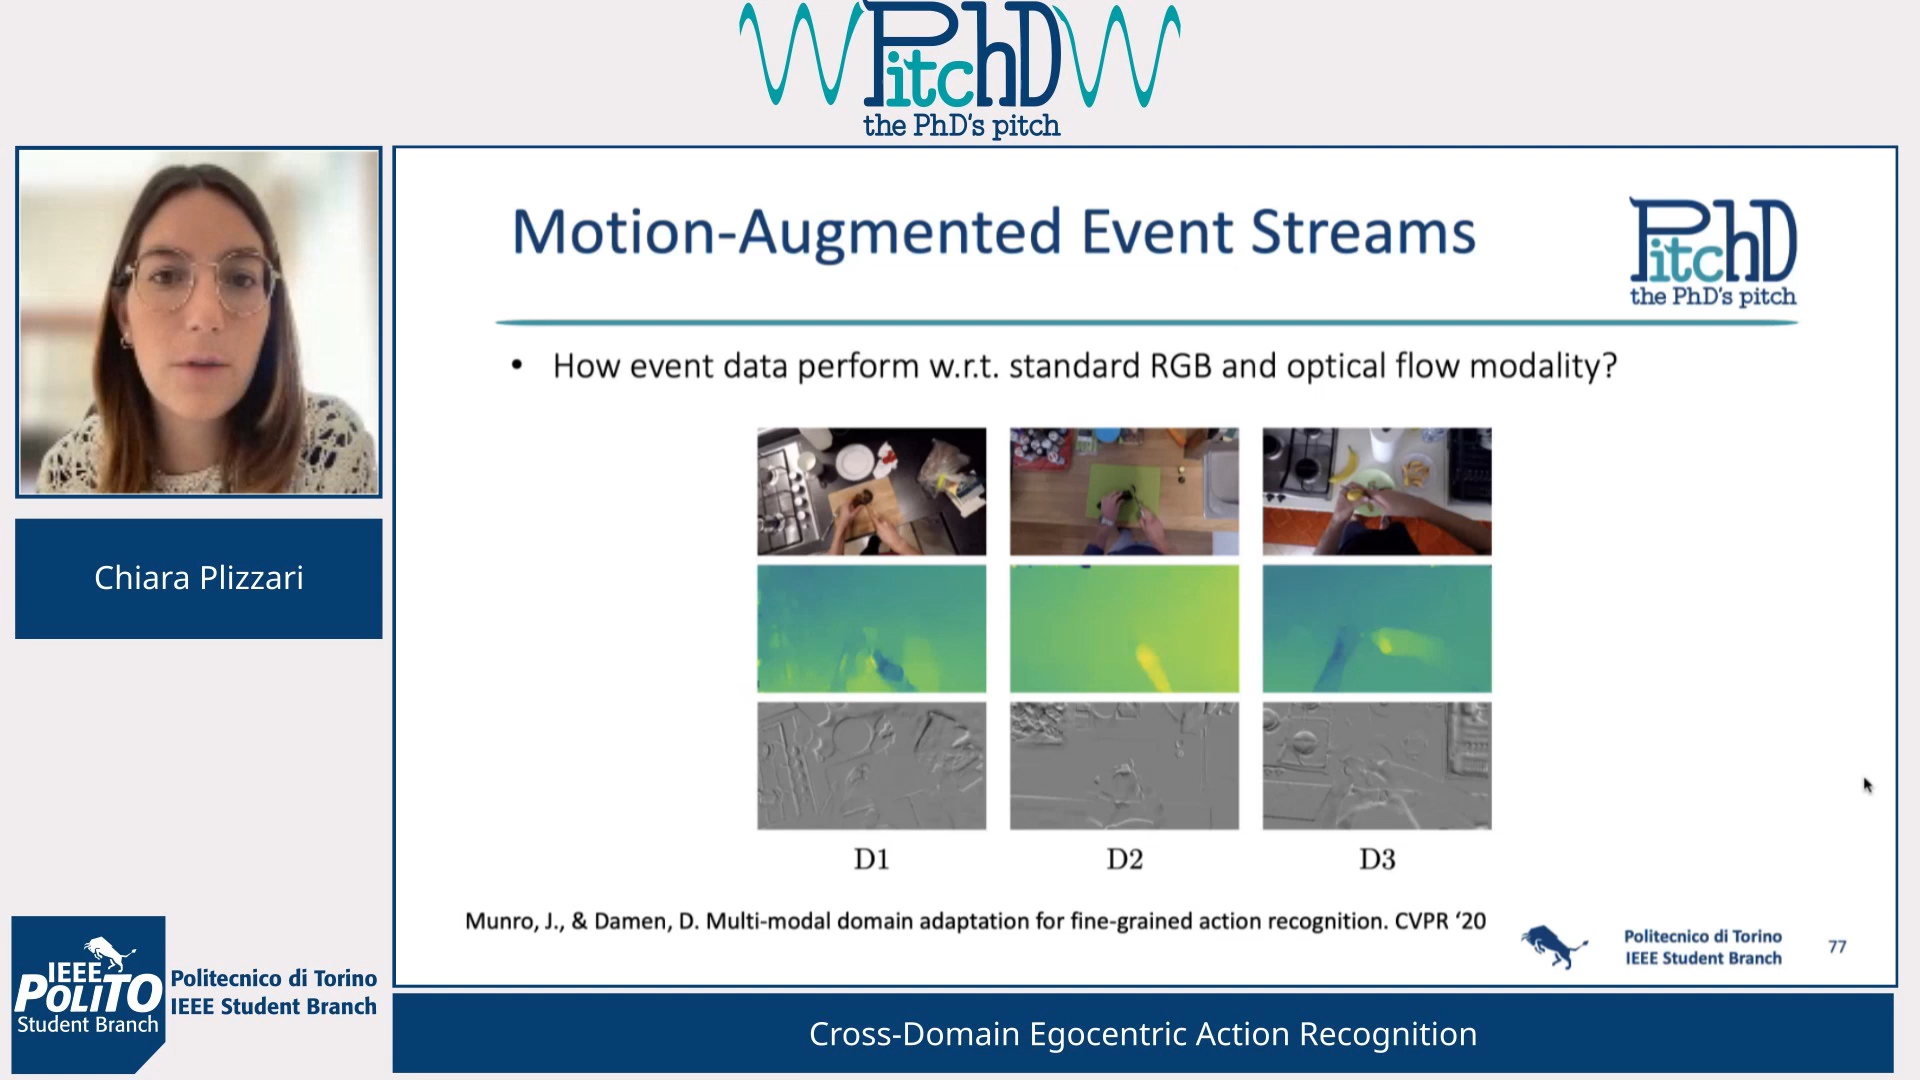 WPitchDW
the PhD's pitch
Motion-Augmented Event Streams
PitchD
the PhD's pitch
• How event data perform w.r.t. standard RGB and optical flow modality?
D1 D2 D3
Munro, J., & Damen, D. Multi-modal domain adaptation for fine-grained action recognition. CVPR ‘20
Politecnico di Torino
IEEE Student Branch
77
Chiara Plizzari
IEEE
POLITO
Student Branch
Politecnico di Torino
IEEE Student Branch
Cross-Domain Egocentric Action Recognition